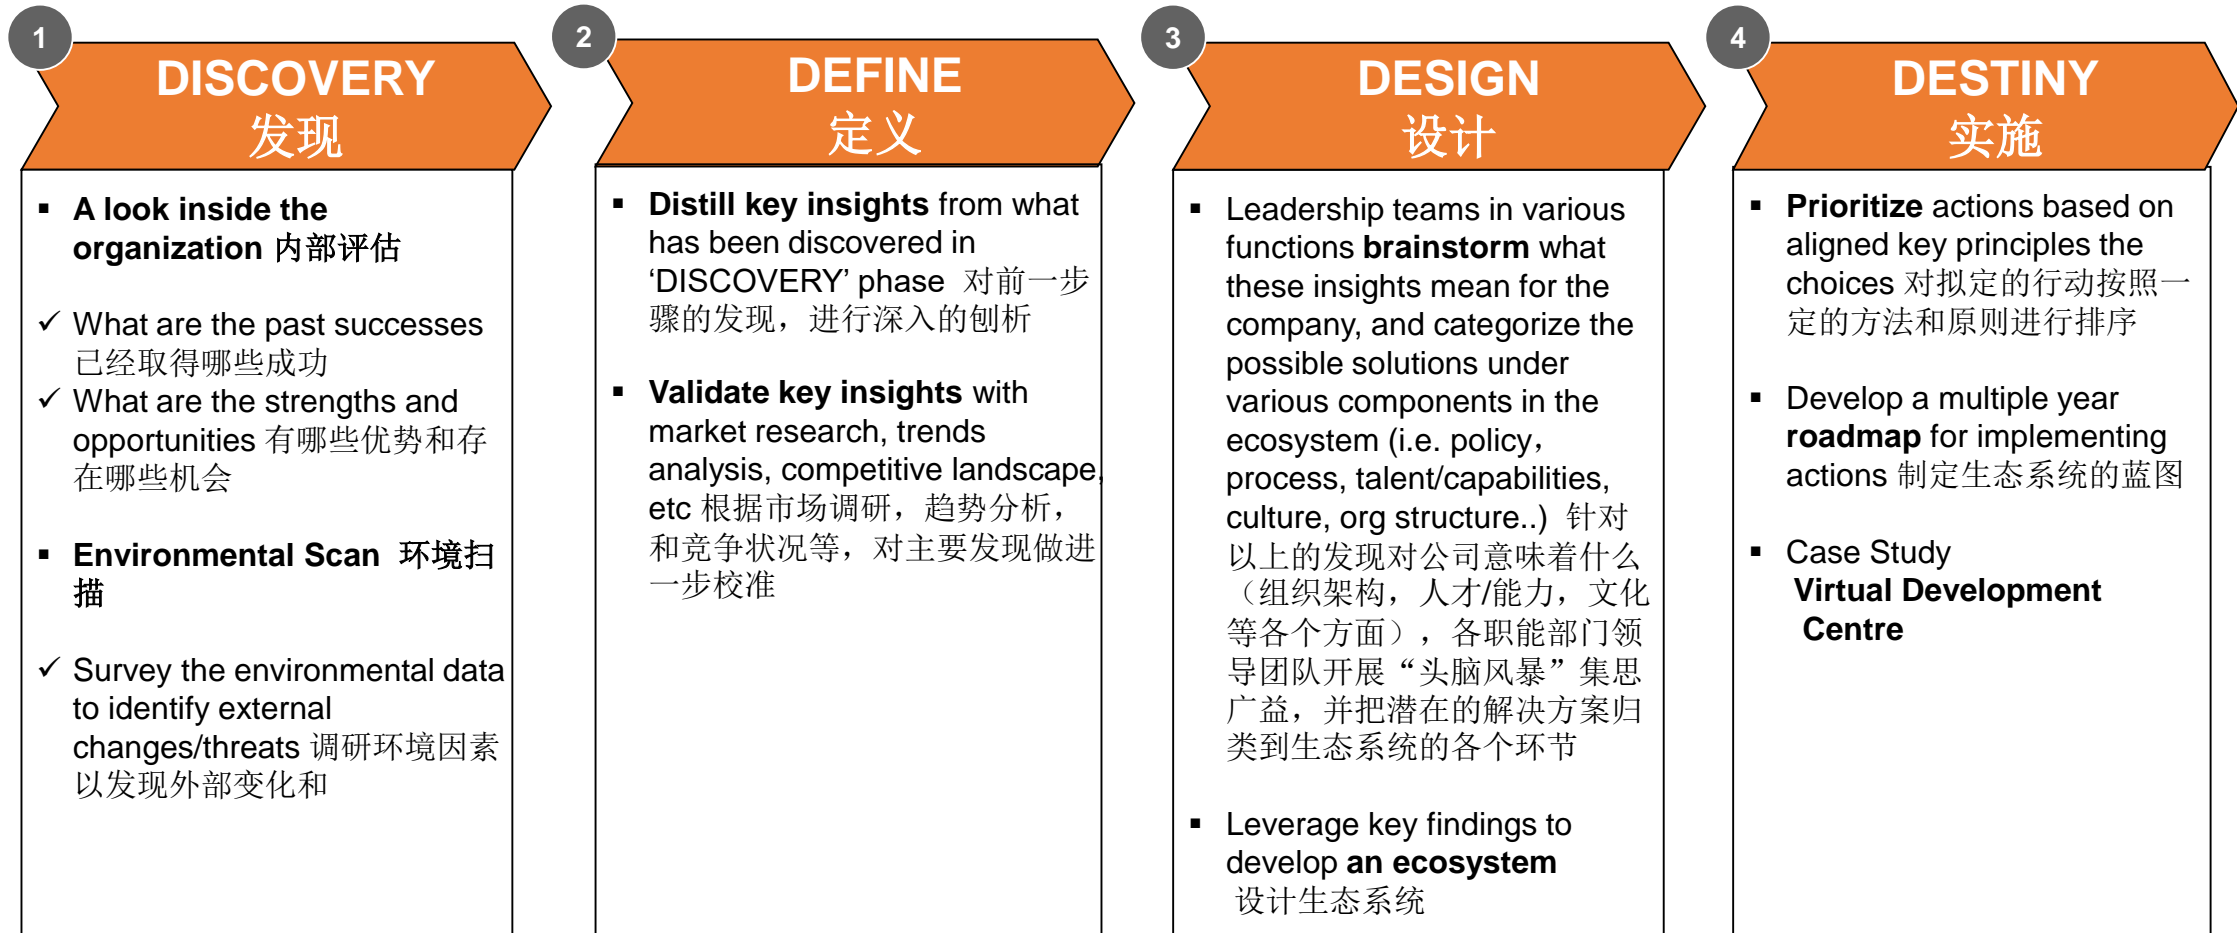 1
DISCOVERY
发现
▪ A look inside the
organization 内部评估
✓ What are the past successes
已经取得哪些成功
✓ What are the strengths and
opportunities 有哪些优势和存
在哪些机会
▪ Environmental Scan 环境扫
描
✓ Survey the environmental data
to identify external
changes/threats 调研环境因素
以发现外部变化和
2
DEFINE
定义
▪ Distill key insights from what
has been discovered in
‘DISCOVERY’ phase 对前一步
骤的发现，进行深入的刨析
▪ Validate key insights with
market research, trends
analysis, competitive landscape,
etc 根据市场调研，趋势分析，
和竞争状况等，对主要发现做进
一步校准
3
DESIGN
设计
▪ Leadership teams in various
functions brainstorm what
these insights mean for the
company, and categorize the
possible solutions under
various components in the
ecosystem (i.e. policy，
process, talent/capabilities,
culture, org structure..) 针对
以上的发现对公司意味着什么
（组织架构，人才/能力，文化
等各个方面），各职能部门领
导团队开展“头脑风暴”集思
广益，并把潜在的解决方案归
类到生态系统的各个环节
▪ Leverage key findings to
develop an ecosystem
设计生态系统
4
DESTINY
实施
▪ Prioritize actions based on
aligned key principles the
choices 对拟定的行动按照一
定的方法和原则进行排序
▪ Develop a multiple year
roadmap for implementing
actions 制定生态系统的蓝图
▪ Case Study
Virtual Development
Centre